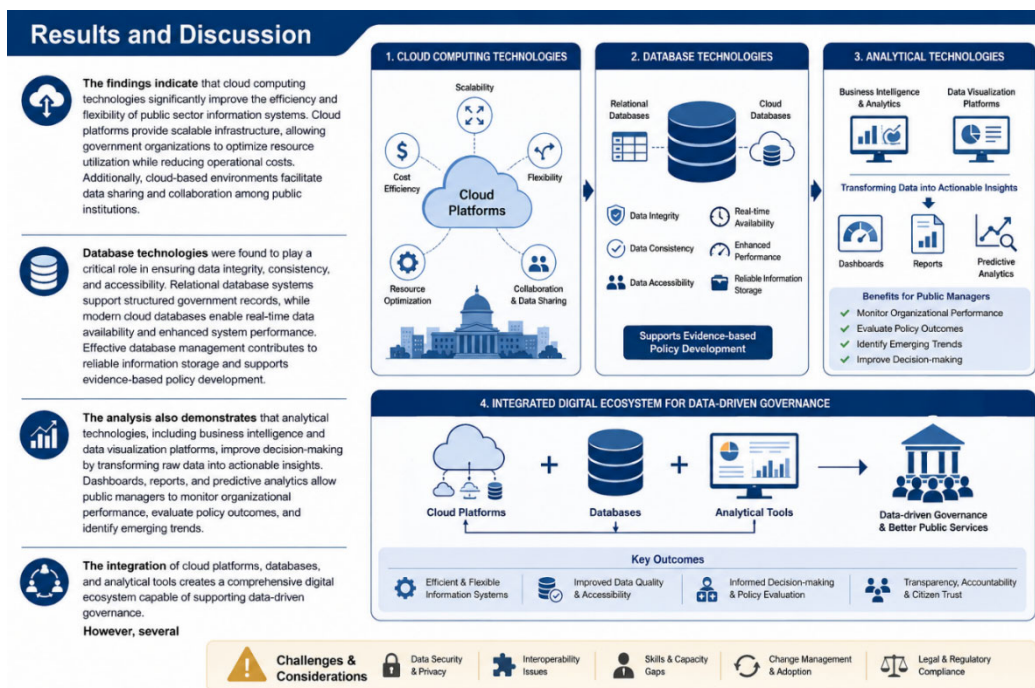 Results and Discussion
The findings indicate that cloud computing
technologies significantly improve the efficiency and
flexibility of public sector information systems. Cloud
platforms provide scalable infrastructure, allowing
government organizations to optimize resource
utilization while reducing operational costs.
Additionally, cloud-based environments facilitate
data sharing and collaboration among public
institutions.
Database technologies were found to play a
critical role in ensuring data integrity, consistency,
and accessibility. Relational database systems
support structured government records, while
modern cloud databases enable real-time data
availability and enhanced system performance.
Effective database management contributes to
reliable information storage and supports
evidence-based policy development.
The analysis also demonstrates that analytical
technologies, including business intelligence and
data visualization platforms, improve decision-making
by transforming raw data into actionable insights.
Dashboards, reports, and predictive analytics allow
public managers to monitor organizational
performance, evaluate policy outcomes, and
identify emerging trends.
The integration of cloud platforms, databases,
and analytical tools creates a comprehensive digital
ecosystem capable of supporting data-driven
governance.
However, several
1. CLOUD COMPUTING TECHNOLOGIES
Scalability
$
Cost
Efficiency
Flexibility
Cloud
Platforms
Resource
Optimization
Collaboration
& Data Sharing
2. DATABASE TECHNOLOGIES
Relational
Databases
Cloud
Databases
Data Integrity
Real-time
Availability
Data Consistency
Enhanced
Performance
Data Accessibility
Reliable Information
Storage
Supports Evidence-based
Policy Development
3. ANALYTICAL TECHNOLOGIES
Business Intelligence
& Analytics
Data Visualization
Platforms
Transforming Data into Actionable Insights
Dashboards
Reports
Predictive
Analytics
Benefits for Public Managers
Monitor Organizational Performance
Evaluate Policy Outcomes
Identify Emerging Trends
Improve Decision-making
4. INTEGRATED DIGITAL ECOSYSTEM FOR DATA-DRIVEN GOVERNANCE
+
+
Cloud Platforms
Databases
Analytical Tools
Data-driven Governance
& Better Public Services
Key Outcomes
Efficient & Flexible
Information Systems
Improved Data Quality
& Accessibility
Informed Decision-making
& Policy Evaluation
Transparency, Accountability
& Citizen Trust
Challenges &
Considerations
Data Security
& Privacy
Interoperability
Issues
Skills & Capacity
Gaps
Change Management
& Adoption
Legal & Regulatory
Compliance